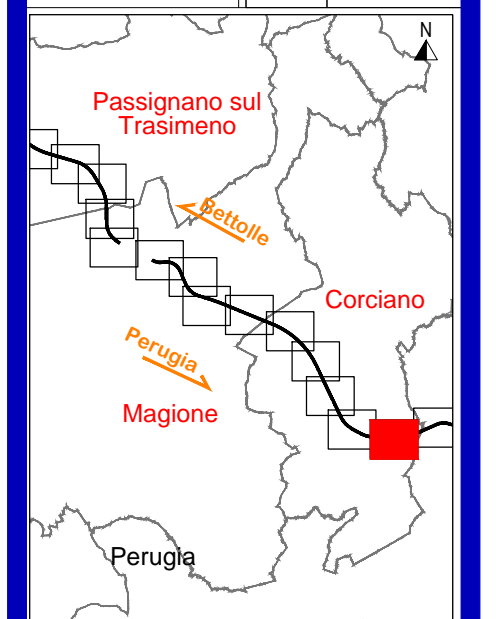 N
Passignano sul
Trasimeno
Bettolle
Corciano
Perugia
Magione
Perugia